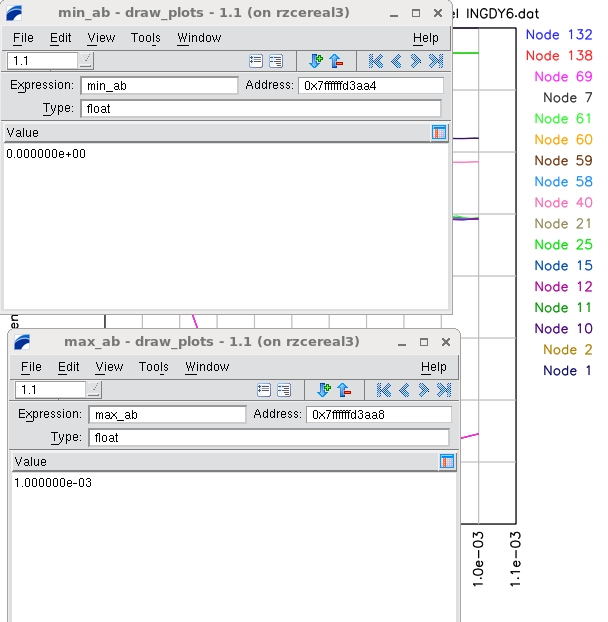 min_ab - draw_plots - 1.1 (on rzcereal3)
File Edit View Tools Window Help
1.1
Expression: min_ab Address: 0x7ffffffd3aa4
Type: float
Value
0.000000e+00
el INGDY6.dat
Node 132
Node 138
Node 69
Node 7
Node 61
Node 60
Node 59
Node 58
Node 40
Node 21
Node 25
Node 15
Node 12
Node 11
Node 10
Node 2
Node 1
en
max_ab - draw_plots - 1.1 (on rzcereal3)
File Edit View Tools Window Help
1.1
Expression: max_ab Address: 0x7ffffffd3aa8
Type: float
Value
1.000000e-03
1.0e-03
1.1e-03